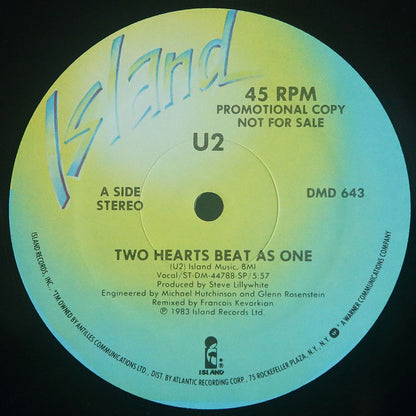 Island
45 RPM
PROMOTIONAL COPY
NOT FOR SALE
U2
A SIDE
STEREO
DMD 643
TWO HEARTS BEAT AS ONE
(U2) Island Music, BMI
Vocal/ST-DM-44788-SP/5:57
Produced by Steve Lillywhite
Engineered by Michael Hutchinson and Glenn Rosenstein
Remixed by Francois Kevorkian
℗ 1983 Island Records Ltd.
ISLAND
ISLAND RECORDS, INC., "TM OWNED BY ANTILLES COMMUNICATIONS LTD., DIST. BY ATLANTIC RECORDING CORP., 75 ROCKEFELLER PLAZA, N.Y., N.Y. A WARNER COMMUNICATIONS COMPANY